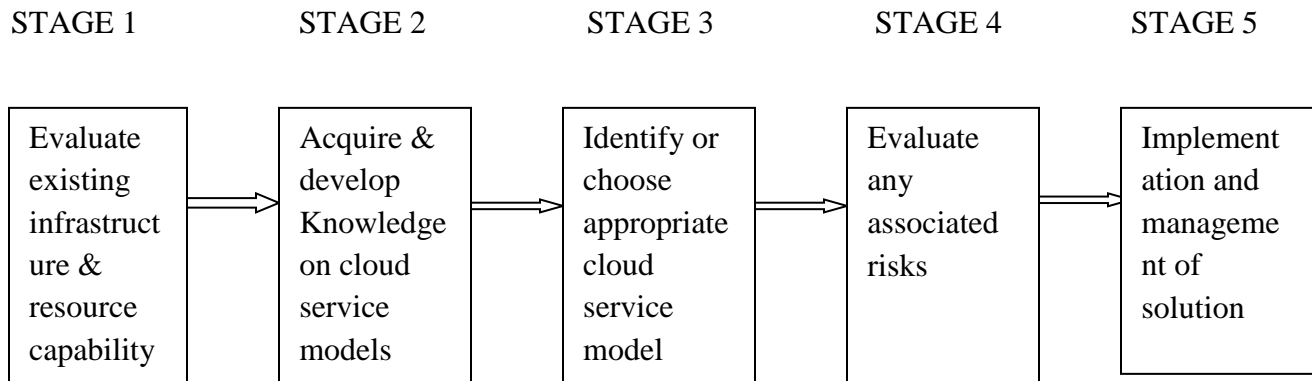 STAGE 1 STAGE 2 STAGE 3 STAGE 4 STAGE 5
Evaluate
existing
infrastruct
ure &
resource
capability
Acquire &
develop
Knowledge
on cloud
service
models
Identify or
choose
appropriate
cloud
service
model
Evaluate
any
associated
risks
Implement
ation and
manageme
nt of
solution